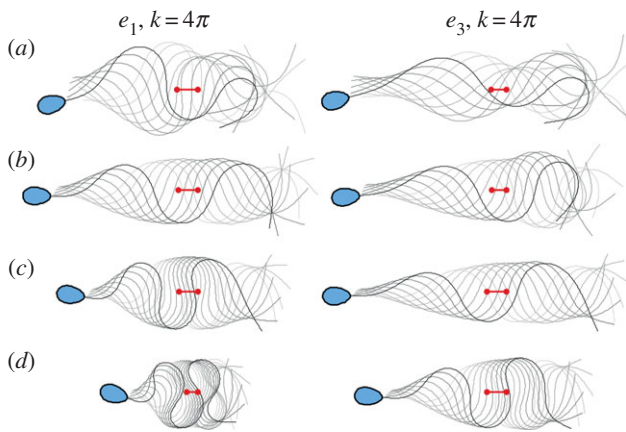 e₁, k = 4π e₃, k = 4π
(a)
(b)
(c)
(d)